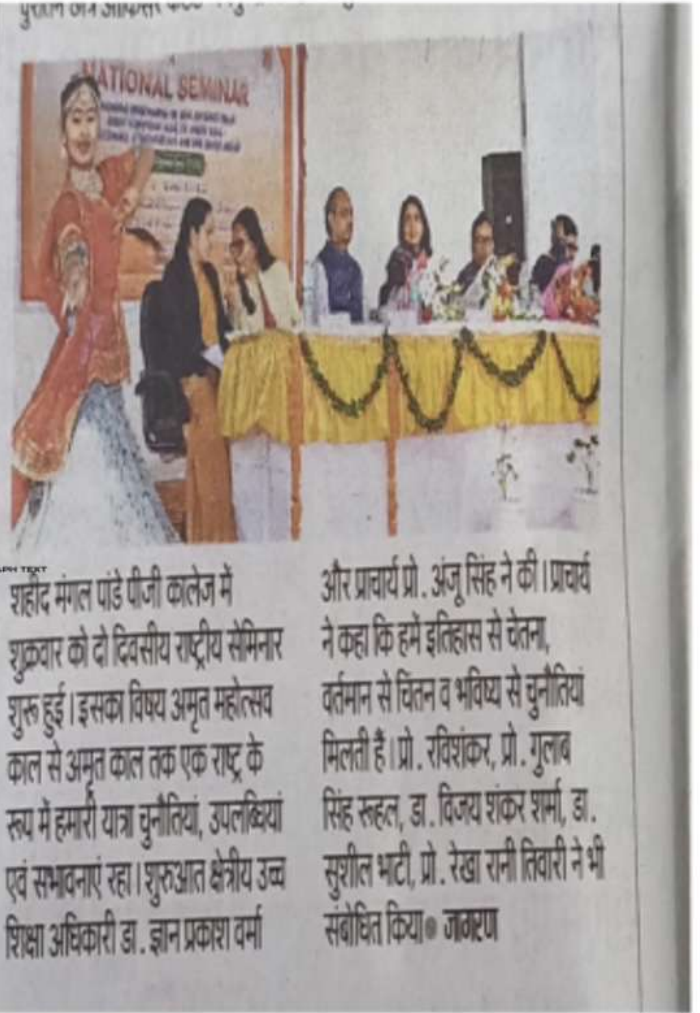 NATIONAL SEMINAR
PH TEXT
शहीद मंगल पांडे पीजी कालेज में
शुक्रवार को दो दिवसीय राष्ट्रीय सेमिनार
शुरू हुई। इसका विषय अमृत महोत्सव
काल से अमृत काल तक एक राष्ट्र के
रूप में हमारी यात्रा चुनौतियां, उपलब्धियां
एवं संभावनाएं रहा। शुरुआत क्षेत्रीय उच्च
शिक्षा अधिकारी डा. ज्ञान प्रकाश वर्मा
और प्राचार्य प्रो. अंजू सिंह ने की। प्राचार्य
ने कहा कि हमें इतिहास से चेतना,
वर्तमान से चिंतन व भविष्य से चुनौतियां
मिलती है। प्रो. रविशंकर, प्रो. गुलाब
सिंह रूहल, डा. विजय शंकर शर्मा, डा.
सुशील भाटी, प्रो. रेखा रानी तिवारी ने भी
संबोधित किया● जागरण